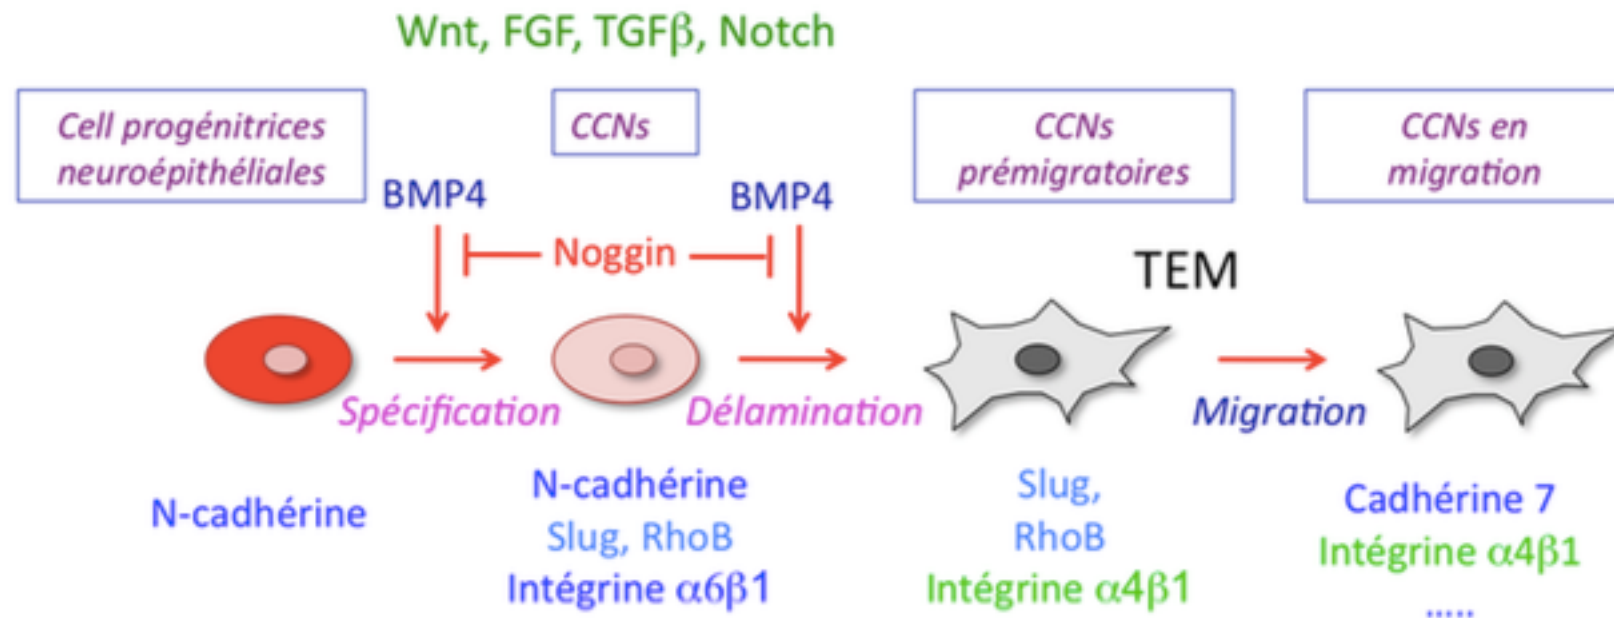 Wnt, FGF, TGFβ, Notch
Cell progénitrices
neuroépithéliales
CCNs
CCNs
prémigratoires
CCNs en
migration
BMP4
BMP4
Noggin
TEM
Spécification
Délamination
Migration
N-cadhérine
N-cadhérine
Slug, RhoB
Intégrine α6β1
Slug,
RhoB
Intégrine α4β1
Cadhérine 7
Intégrine α4β1
.....